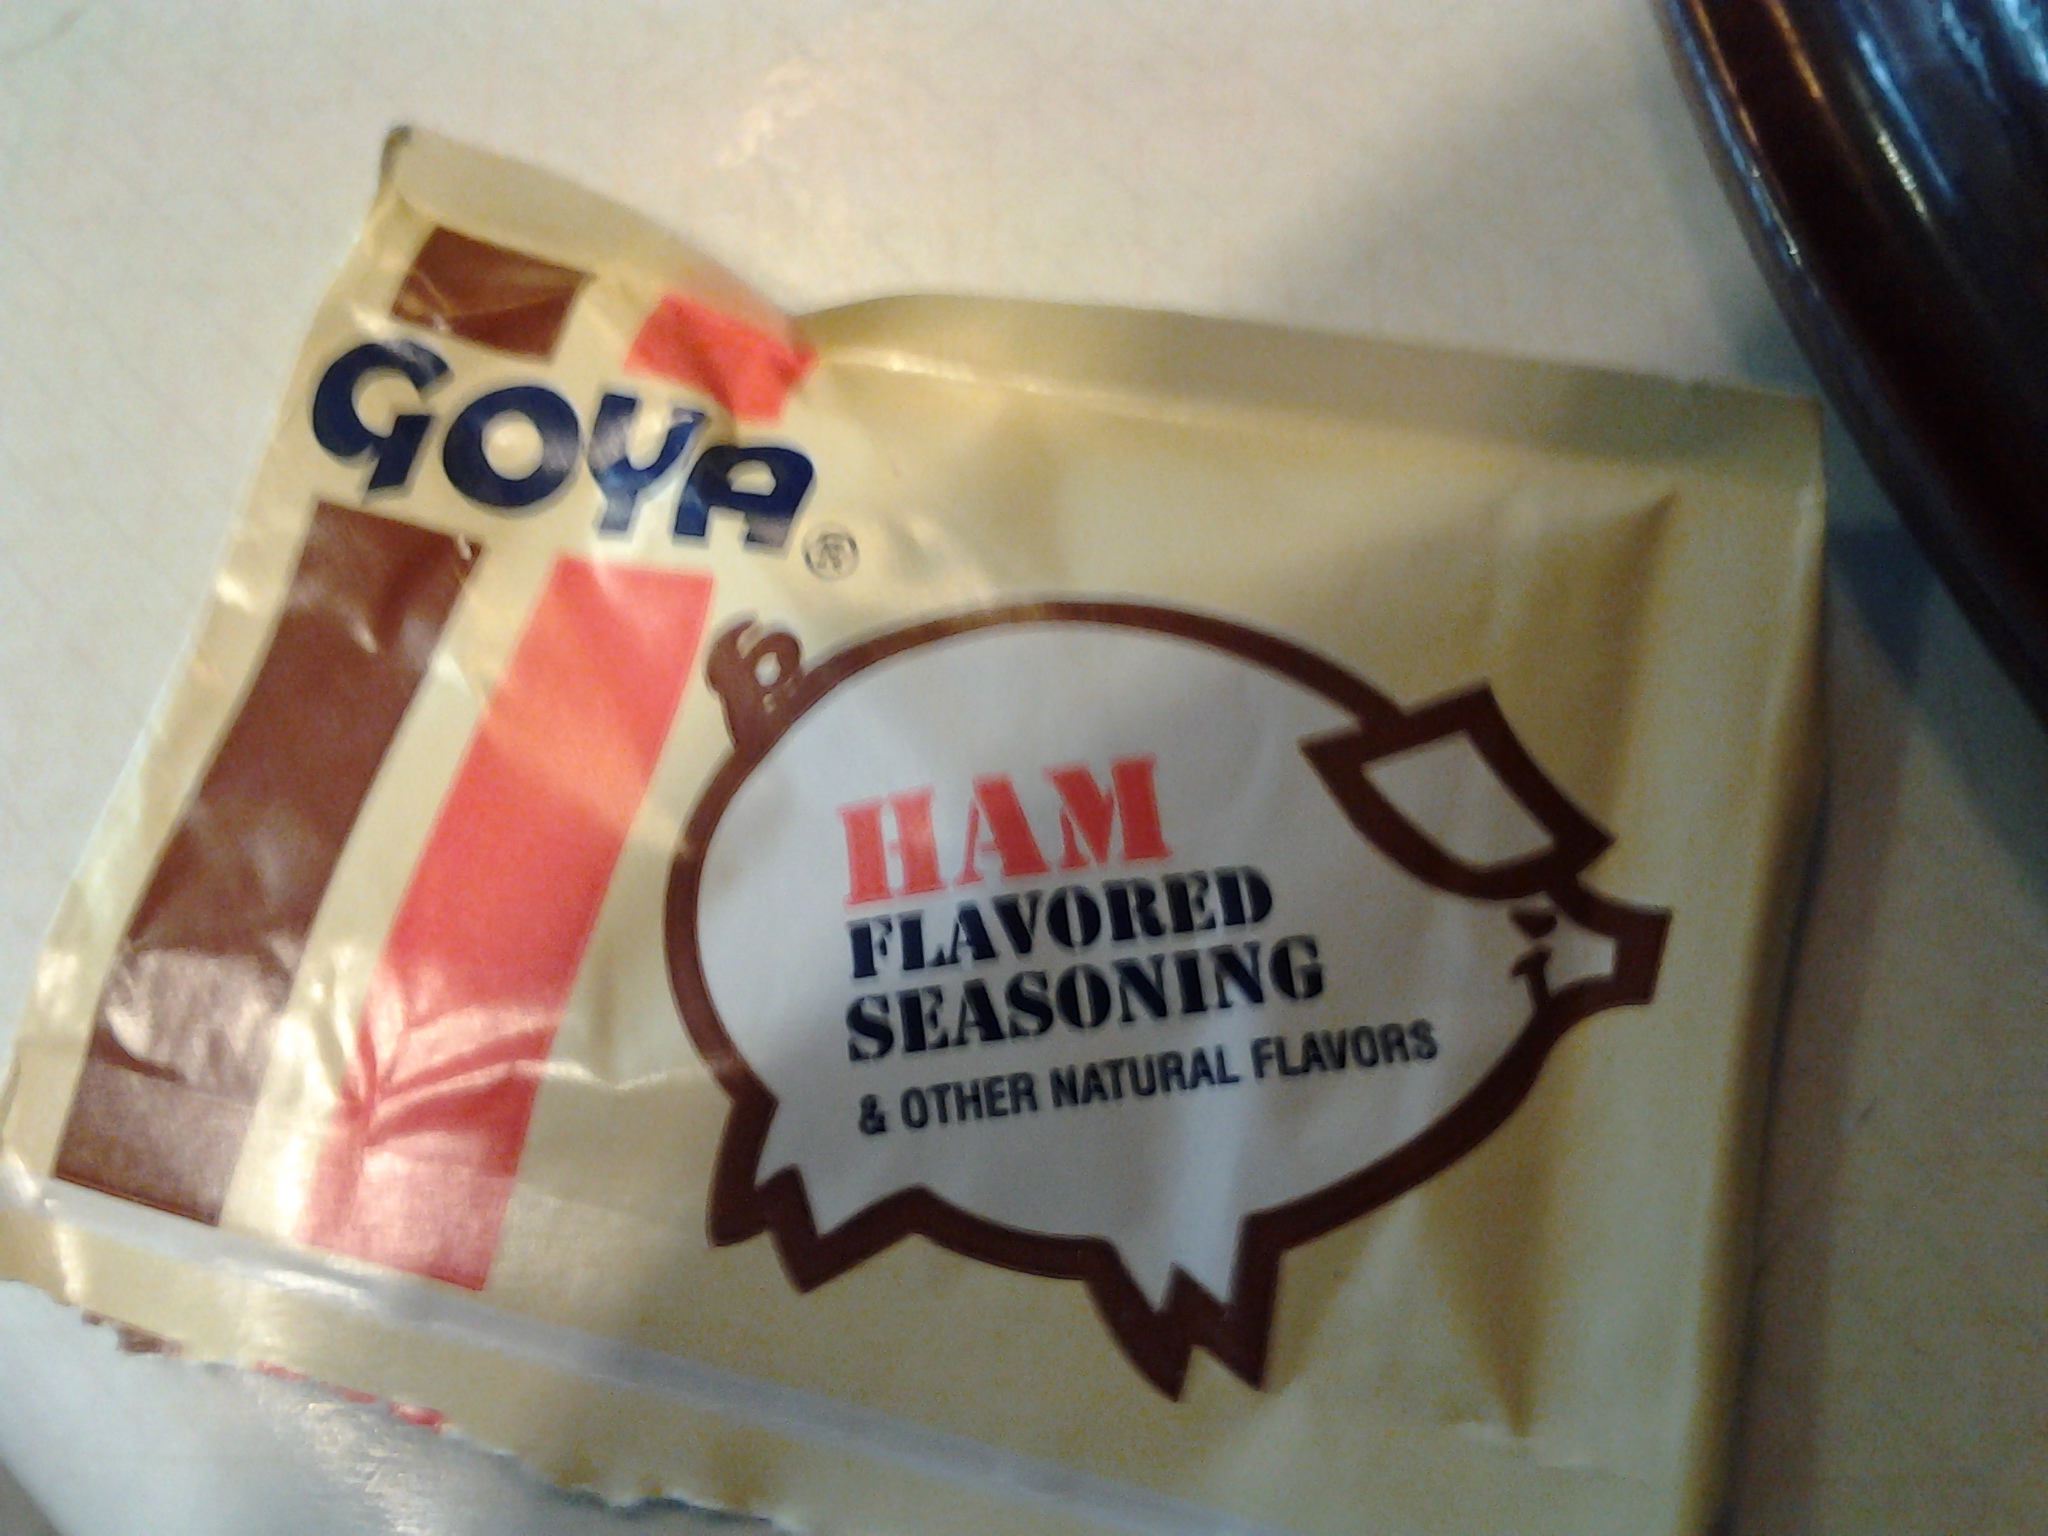 GOYA®
HAM
FLAVORED
SEASONING
& OTHER NATURAL FLAVORS